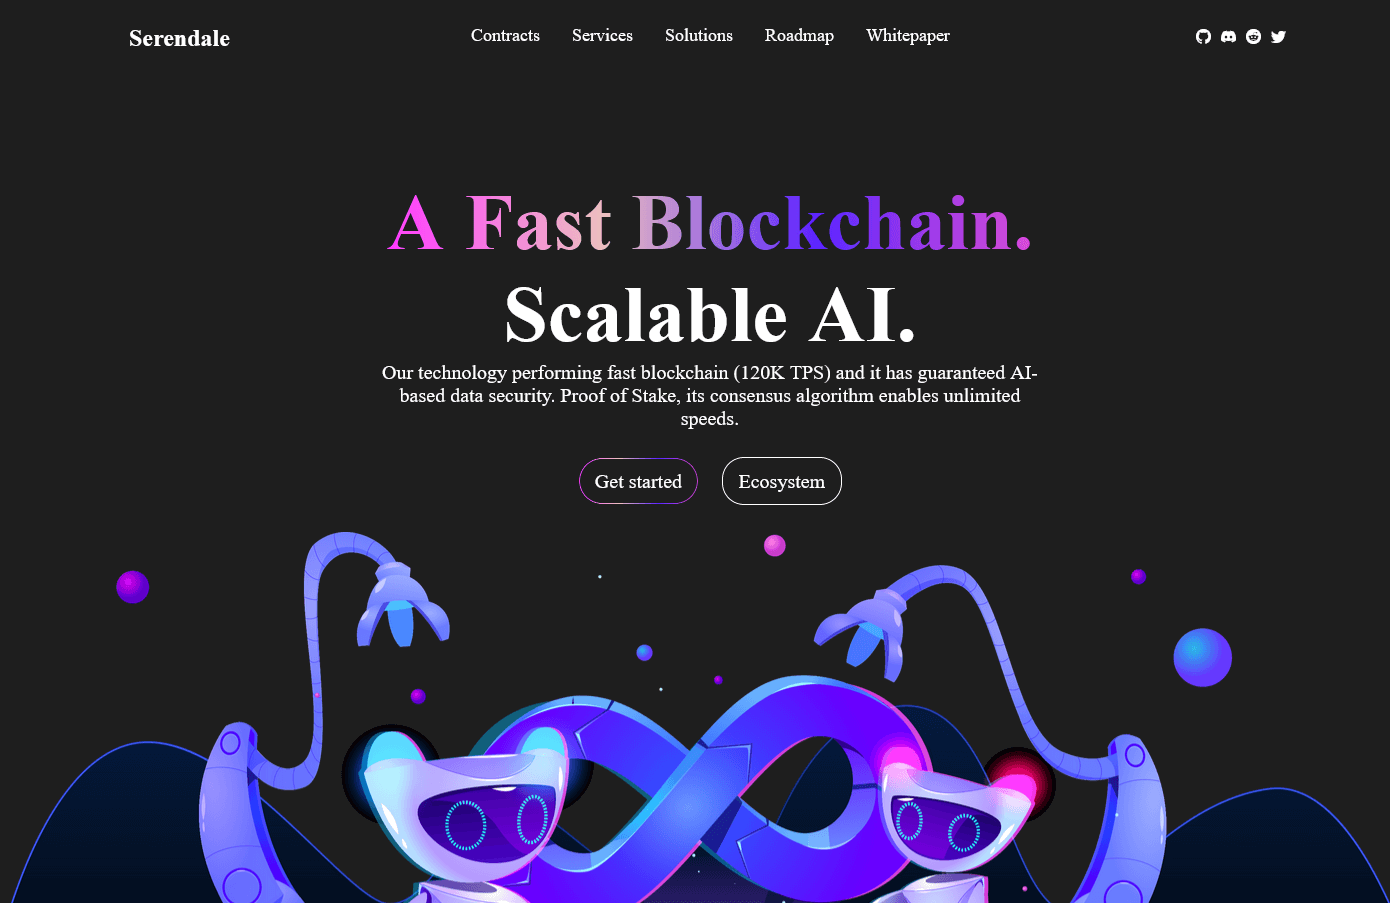 Serendale
Contracts Services Solutions Roadmap Whitepaper
A Fast Blockchain.
Scalable AI.
Our technology performing fast blockchain (120K TPS) and it has guaranteed AI-
based data security. Proof of Stake, its consensus algorithm enables unlimited
speeds.
Get started Ecosystem